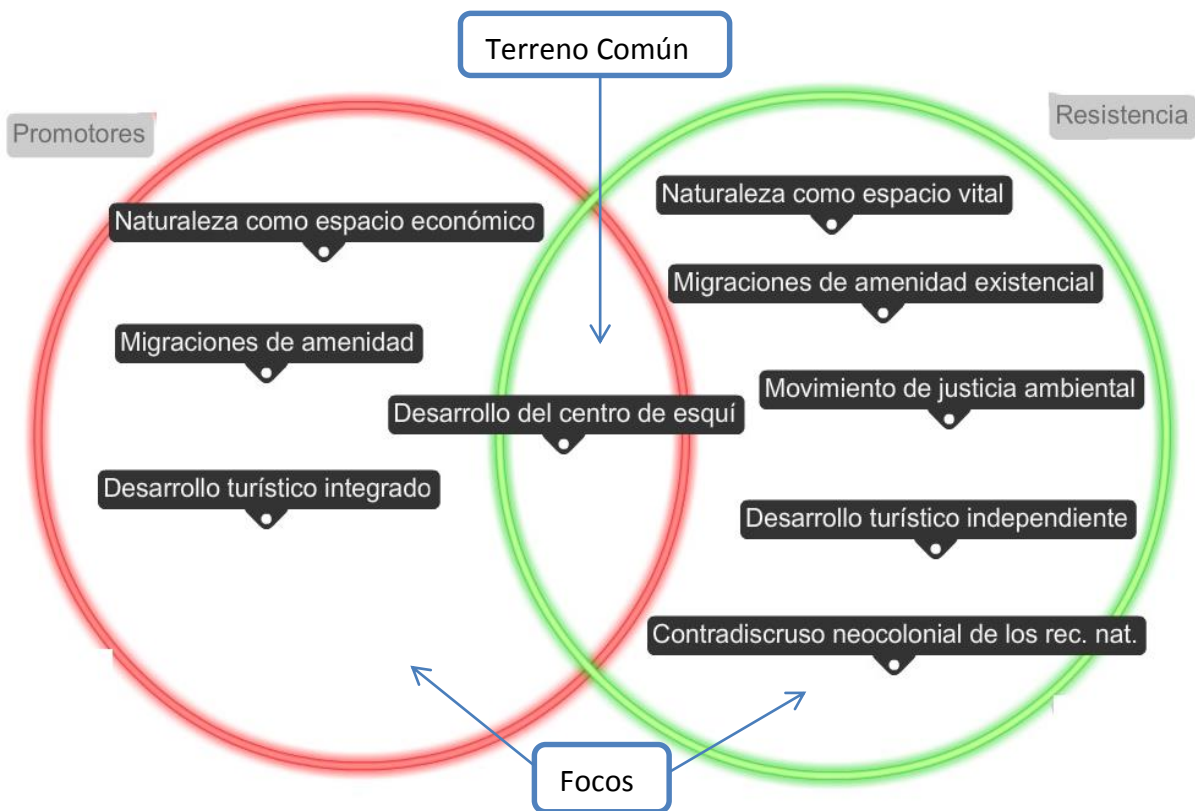 Terreno Común
Promotores
Resistencia
Naturaleza como espacio económico
Naturaleza como espacio vital
Migraciones de amenidad existencial
Migraciones de amenidad
Movimiento de justicia ambiental
Desarrollo del centro de esquí
Desarrollo turístico integrado
Desarrollo turístico independiente
Contradiscruso neocolonial de los rec. nat.
Focos